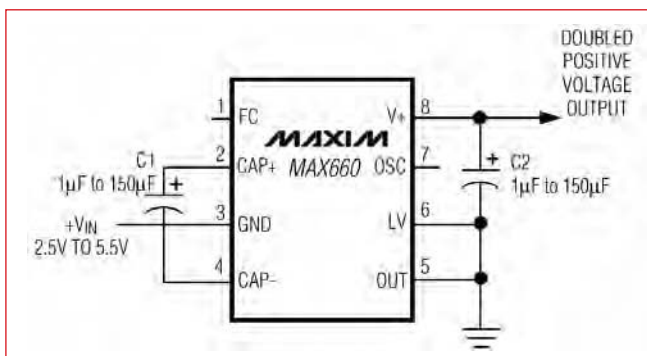 DOUBLED
POSITIVE
VOLTAGE
OUTPUT
1 FC V+ 8
MAXIM
MAX660
C1
1µF to 150µF +
2 CAP+ OSC 7
+ C2
1µF to 150µF
+VIN
2.5V TO 5.5V
3 GND LV 6
4 CAP- OUT 5